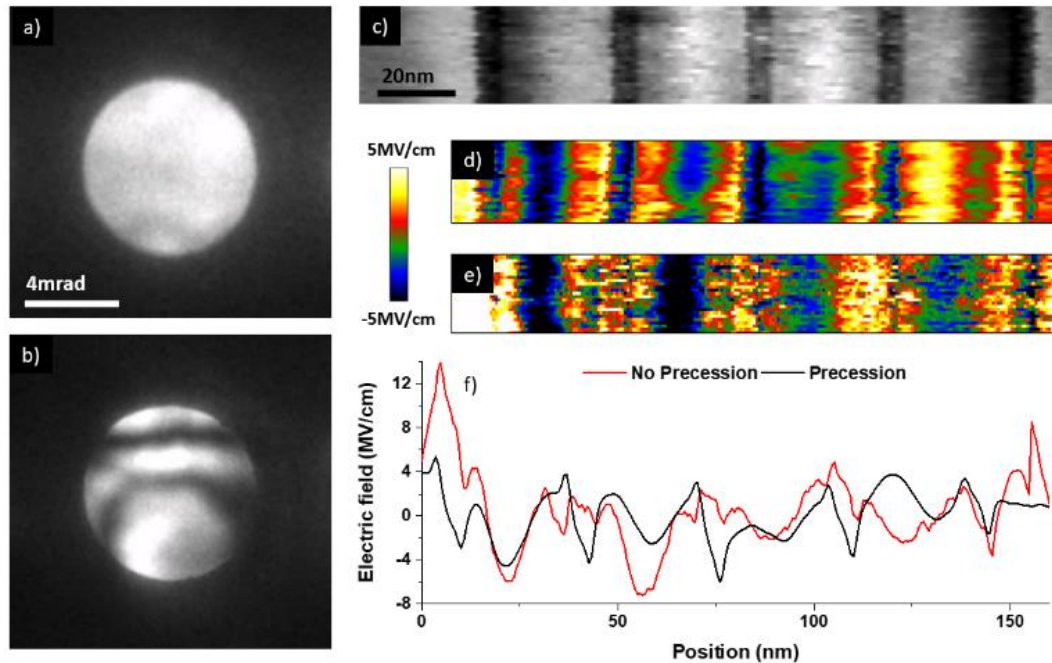 a)
4mrad
b)
c)
20nm
5MV/cm
d)
e)
-5MV/cm
f)
No Precession
Precession
Electric field (MV/cm)
12
8
4
0
-4
-8
0
50
100
150
Position (nm)